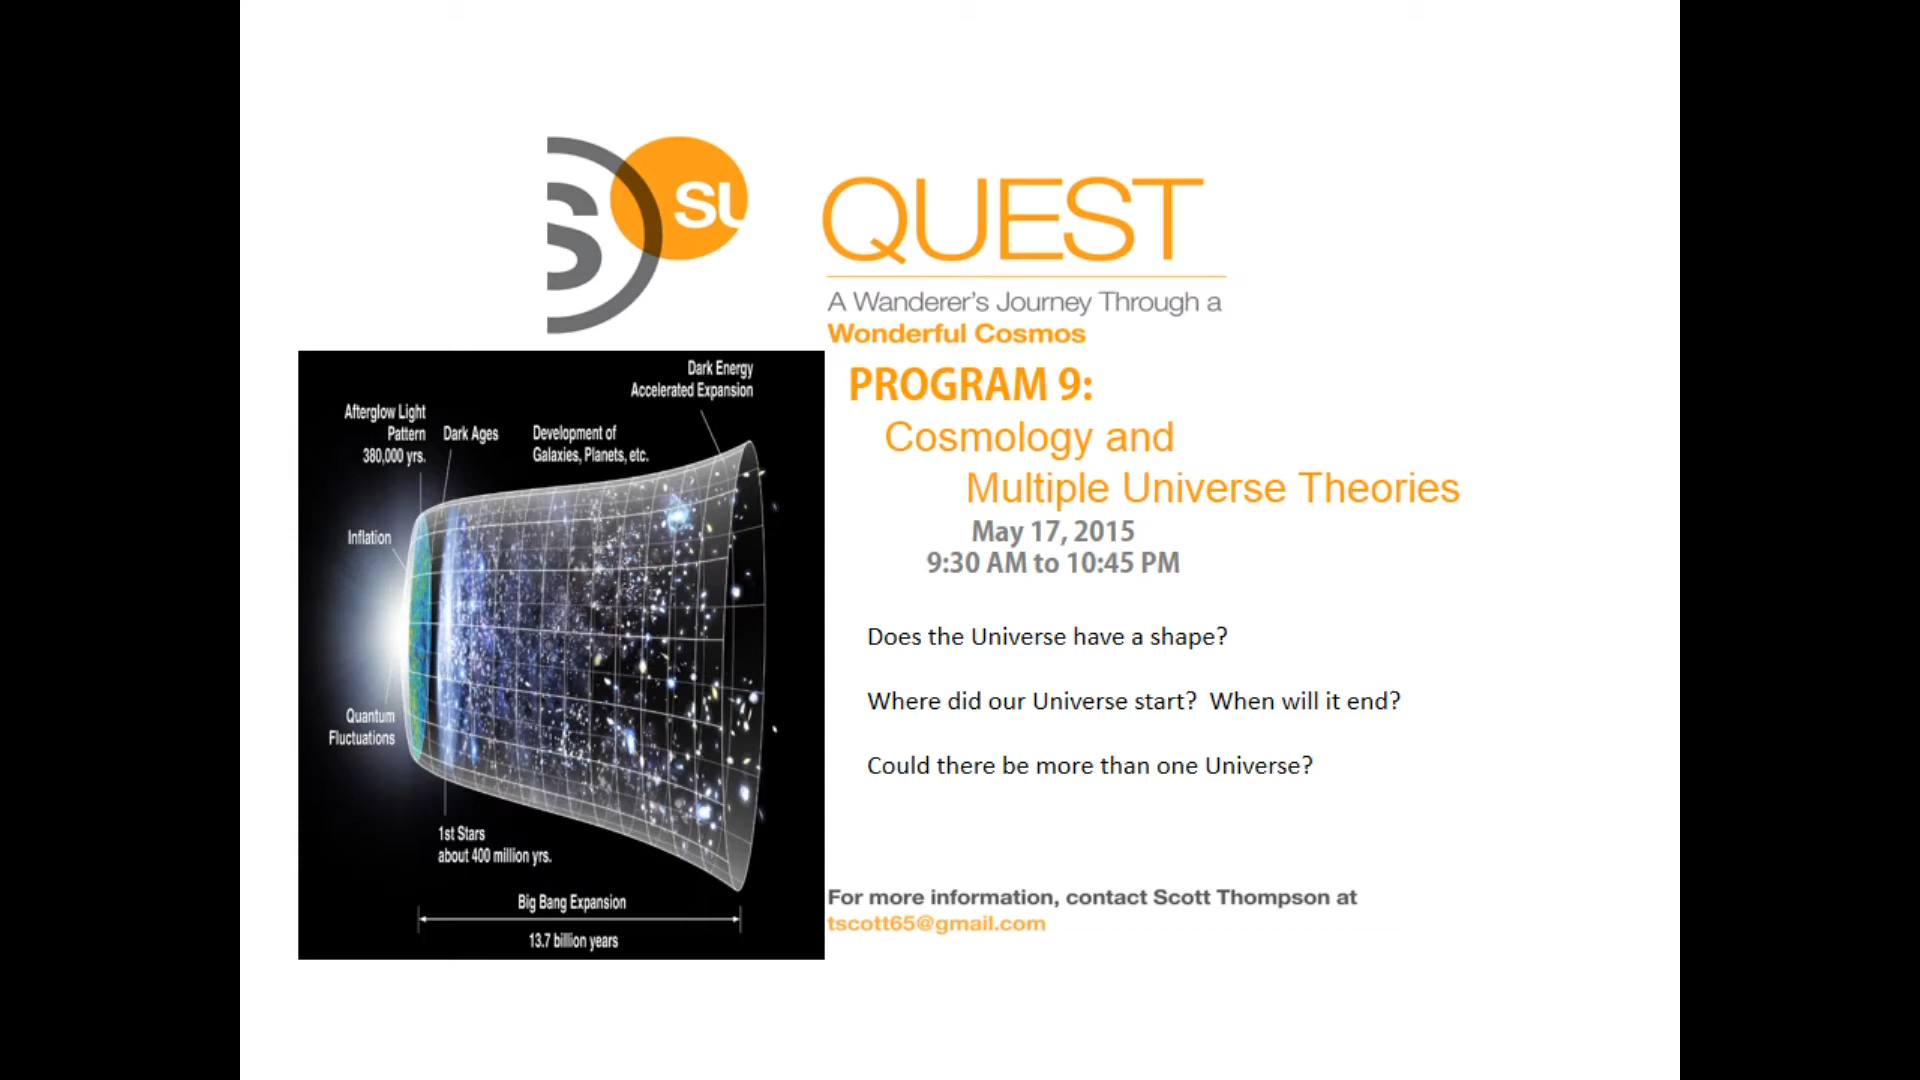 S
SU
QUEST
A Wanderer's Journey Through a
Wonderful Cosmos
PROGRAM 9:
Cosmology and
Multiple Universe Theories
May 17, 2015
9:30 AM to 10:45 PM
Does the Universe have a shape?
Where did our Universe start? When will it end?
Could there be more than one Universe?
For more information, contact Scott Thompson at
tscott65@gmail.com
Dark Energy
Accelerated Expansion
Afterglow Light
Pattern
380,000 yrs.
Dark Ages
Development of
Galaxies, Planets, etc.
Inflation
Quantum
Fluctuations
1st Stars
about 400 million yrs.
Big Bang Expansion
13.7 billion years